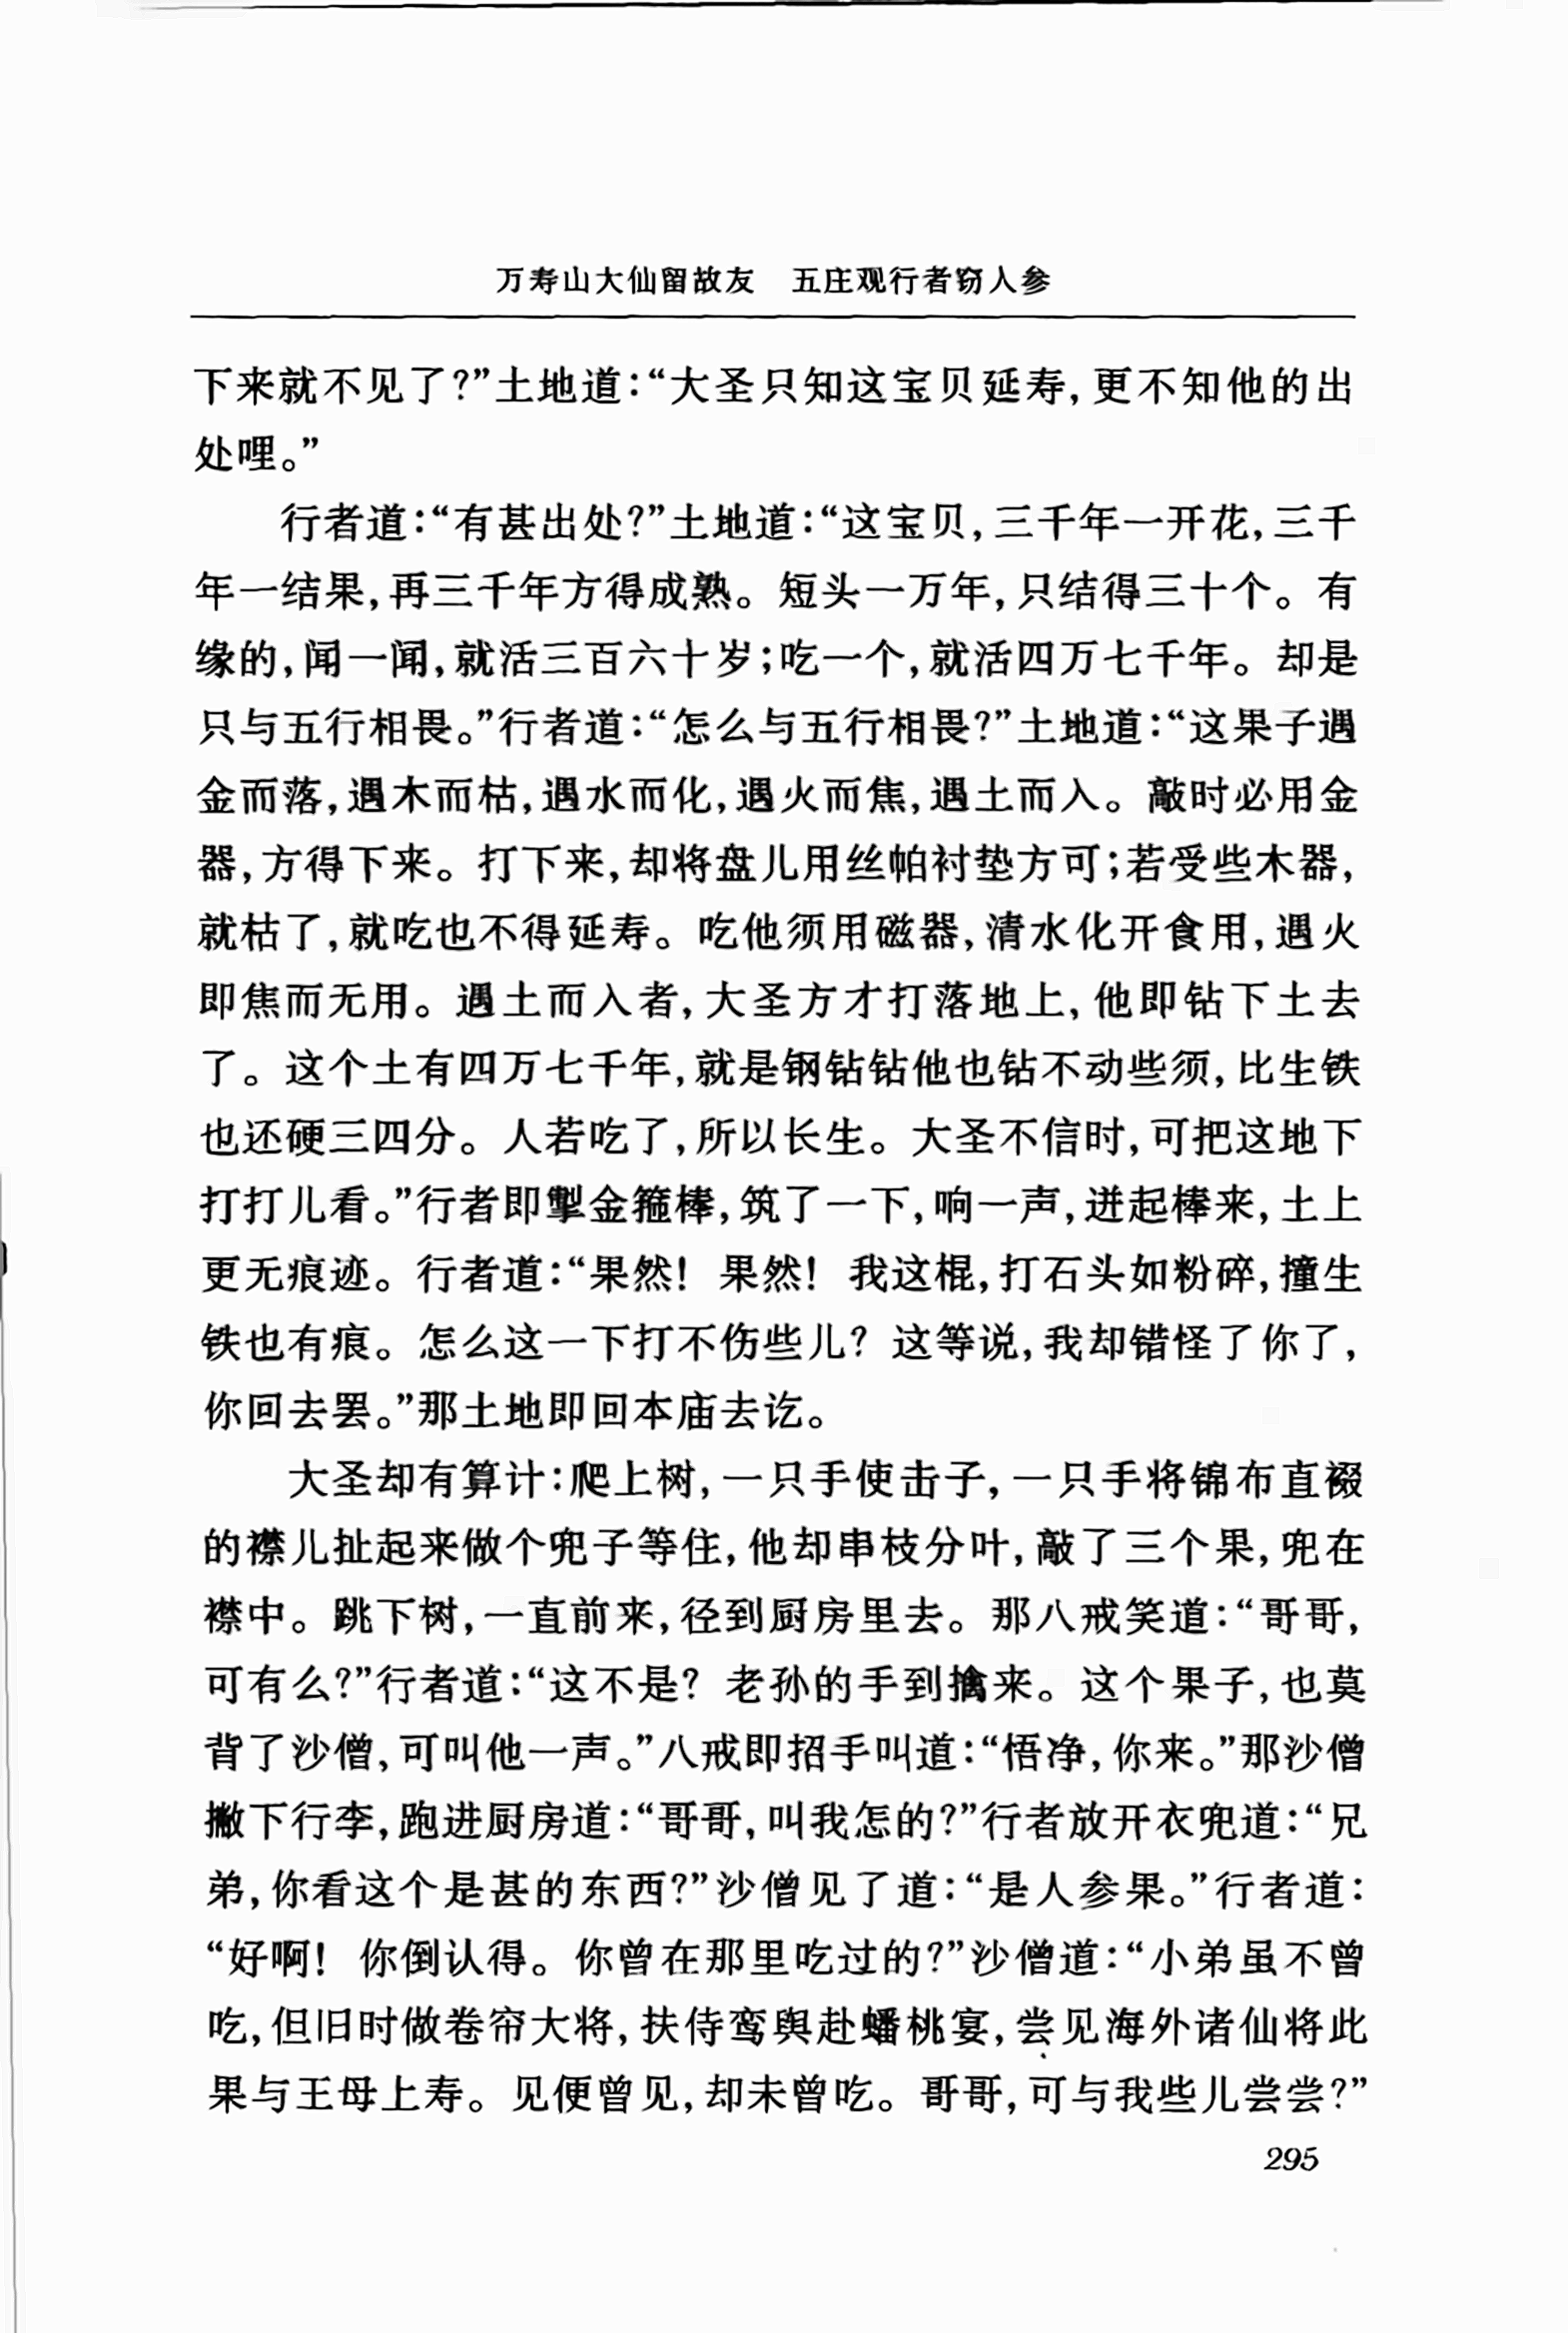 万寿山大仙留故友　五庄观行者窃人参
下来就不见了?”土地道:“大圣只知这宝贝延寿,更不知他的出
处哩。”
行者道:“有甚出处?”土地道:“这宝贝,三千年一开花,三千
年一结果,再三千年方得成熟。短头一万年,只结得三十个。有
缘的,闻一闻,就活三百六十岁;吃一个,就活四万七千年。却是
只与五行相畏。”行者道:“怎么与五行相畏?”土地道:“这果子遇
金而落,遇木而枯,遇水而化,遇火而焦,遇土而入。敲时必用金
器,方得下来。打下来,却将盘儿用丝帕衬垫方可;若受些木器,
就枯了,就吃也不得延寿。吃他须用磁器,清水化开食用,遇火
即焦而无用。遇土而入者,大圣方才打落地上,他即钻下土去
了。这个土有四万七千年,就是钢钻钻他也钻不动些须,比生铁
也还硬三四分。人若吃了,所以长生。大圣不信时,可把这地下
打打儿看。”行者即掣金箍棒,筑了一下,响一声,迸起棒来,土上
更无痕迹。行者道:“果然! 果然! 我这棍,打石头如粉碎,撞生
铁也有痕。怎么这一下打不伤些儿? 这等说,我却错怪了你了,
你回去罢。”那土地即回本庙去讫。
大圣却有算计:爬上树,一只手使击子,一只手将锦布直裰
的襟儿扯起来做个兜子等住,他却串枝分叶,敲了三个果,兜在
襟中。跳下树,一直前来,径到厨房里去。那八戒笑道:“哥哥,
可有么?”行者道:“这不是? 老孙的手到擒来。这个果子,也莫
背了沙僧,可叫他一声。”八戒即招手叫道:“悟净,你来。”那沙僧
撇下行李,跑进厨房道:“哥哥,叫我怎的?”行者放开衣兜道:“兄
弟,你看这个是甚的东西?”沙僧见了道:“是人参果。”行者道:
“好啊! 你倒认得。你曾在那里吃过的?”沙僧道:“小弟虽不曾
吃,但旧时做卷帘大将,扶侍鸾舆赴蟠桃宴,尝见海外诸仙将此
果与王母上寿。见便曾见,却未曾吃。哥哥,可与我些儿尝尝?”
295